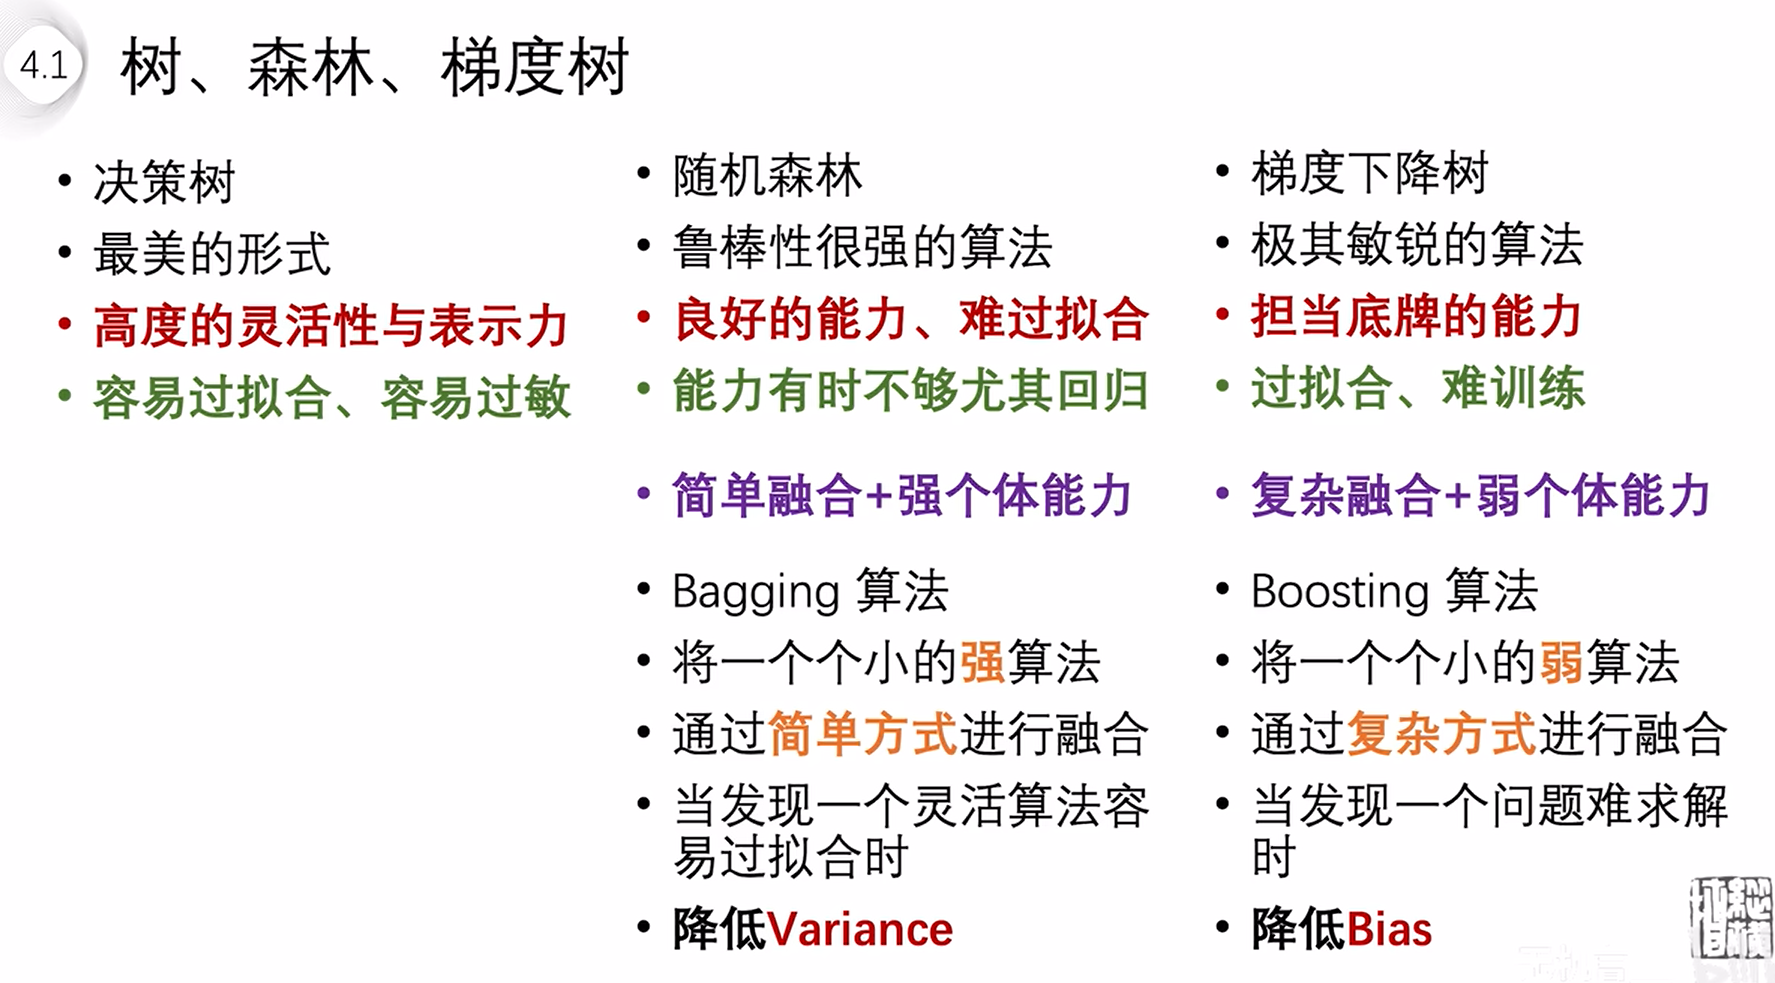 4.1
树、森林、梯度树
• 决策树
• 最美的形式
• 高度的灵活性与表示力
• 容易过拟合、容易过敏
• 随机森林
• 鲁棒性很强的算法
• 良好的能力、难过拟合
• 能力有时不够尤其回归
• 简单融合+强个体能力
• Bagging 算法
• 将一个个小的强算法
• 通过简单方式进行融合
• 当发现一个灵活算法容
易过拟合时
• 降低Variance
• 梯度下降树
• 极其敏锐的算法
• 担当底牌的能力
• 过拟合、难训练
• 复杂融合+弱个体能力
• Boosting 算法
• 将一个个小的弱算法
• 通过复杂方式进行融合
• 当发现一个问题难求解
时
• 降低Bias